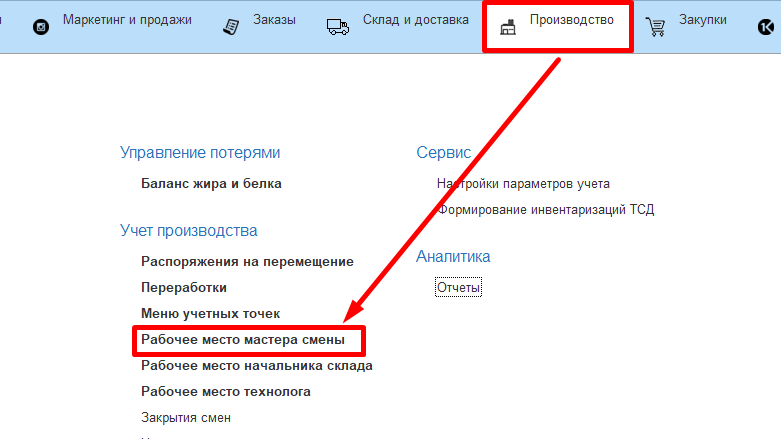 Маркетинг и продажи
Заказы
Склад и доставка
Производство
Закупки
Управление потерями
Баланс жира и белка
Учет производства
Распоряжения на перемещение
Переработки
Меню учетных точек
Рабочее место мастера смены
Рабочее место начальника склада
Рабочее место технолога
Закрытия смен
Сервис
Настройки параметров учета
Формирование инвентаризаций ТСД
Аналитика
Отчеты